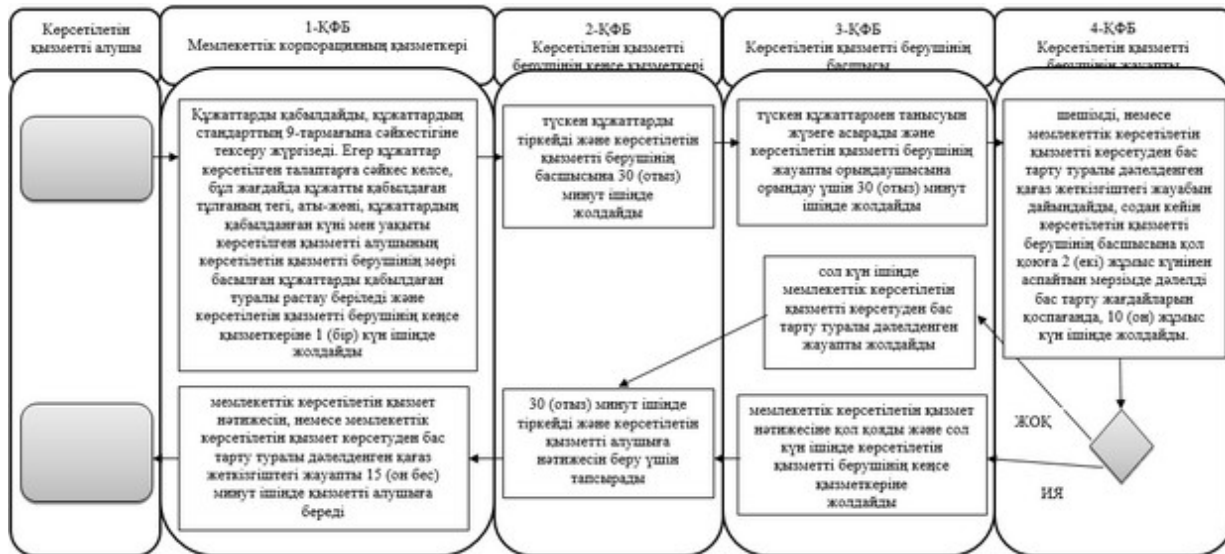 Көрсетілетін
қызметті алушы
1-ҚФБ
Мемлекеттік корпорацияның қызметкері
2-ҚФБ
Көрсетілетін қызметті
берушінің кеңсе қызметкері
3-ҚФБ
Көрсетілетін қызметті берушінің
басшысы
4-ҚФБ
Көрсетілетін қызметті
берушінің жауапты
Құжаттарды қабылдайды, құжаттардың
стандарттың 9-тармағына сәйкестігіне
тексеру жүргізеді. Егер құжаттар
көрсетілген талаптарға сәйкес келсе,
бұл жағдайда құжатты қабылдаған
тұлғаның тегі, аты-жөні, құжаттардың
қабылданған күні мен уақыты
көрсетілген қызметті алушының
көрсетілетін қызметті берушінің мөрі
басылған құжаттарды қабылдаған
туралы растау беріледі және
көрсетілетін қызметті берушінің кеңсе
қызметкеріне 1 (бір) күн ішінде
жолдайды
түскен құжаттарды
тіркейді және көрсетілетін
қызметті берушінің
басшысына 30 (отыз)
минут ішінде
жолдайды
түскен құжаттармен танысуын
жүзеге асырады және
көрсетілетін қызметті берушінің
жауапты орындаушысына
орындау үшін 30 (отыз) минут
ішінде жолдайды
шешімді, немесе
мемлекеттік көрсетілетін
қызметті көрсетуден бас
тарту туралы дәлелденген
қағаз жеткізгіштегі жауабын
дайындайды, содан кейін
көрсетілетін қызметті
берушінің басшысына қол
қоюға 2 (екі) жұмыс күнінен
аспайтын мерзімде дәлелді
бас тарту жағдайларын
қоспағанда, 10 (он) жұмыс
күн ішінде жолдайды.
сол күн ішінде
мемлекеттік көрсетілетін
қызметті көрсетуден бас
тарту туралы дәлелденген
жауапты жолдайды
мемлекеттік көрсетілетін қызмет
нәтижесін, немесе мемлекеттік
көрсетілетін қызмет көрсетуден бас
тарту туралы дәлелденген қағаз
жеткізгіштегі жауапты 15 (он бес)
минут ішінде қызметті алушыға
береді
30 (отыз) минут ішінде
тіркейді және көрсетілетін
қызметті алушыға
нәтижесін беру үшін
тапсырады
мемлекеттік көрсетілетін қызмет
нәтижесіне қол қояды және сол
күн ішінде көрсетілетін
қызметті берушінің кеңсе
қызметкеріне
жолдайды
ЖОҚ
ИЯ